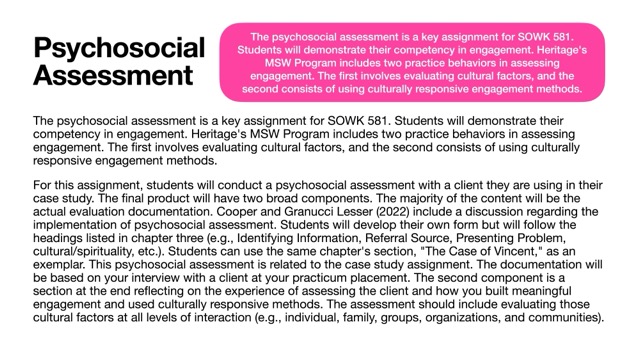 Psychosocial
Assessment
The psychosocial assessment is a key assignment for SOWK 581.
Students will demonstrate their competency in engagement. Heritage's
MSW Program includes two practice behaviors in assessing
engagement. The first involves evaluating cultural factors, and the
second consists of using culturally responsive engagement methods.
The psychosocial assessment is a key assignment for SOWK 581. Students will demonstrate their
competency in engagement. Heritage's MSW Program includes two practice behaviors in assessing
engagement. The first involves evaluating cultural factors, and the second consists of using culturally
responsive engagement methods.
For this assignment, students will conduct a psychosocial assessment with a client they are using in their
case study. The final product will have two broad components. The majority of the content will be the
actual evaluation documentation. Cooper and Granucci Lesser (2022) include a discussion regarding the
implementation of psychosocial assessment. Students will develop their own form but will follow the
headings listed in chapter three (e.g., Identifying Information, Referral Source, Presenting Problem,
cultural/spirituality, etc.). Students can use the same chapter's section, "The Case of Vincent," as an
exemplar. This psychosocial assessment is related to the case study assignment. The documentation will
be based on your interview with a client at your practicum placement. The second component is a
section at the end reflecting on the experience of assessing the client and how you built meaningful
engagement and used culturally responsive methods. The assessment should include evaluating those
cultural factors at all levels of interaction (e.g., individual, family, groups, organizations, and communities).